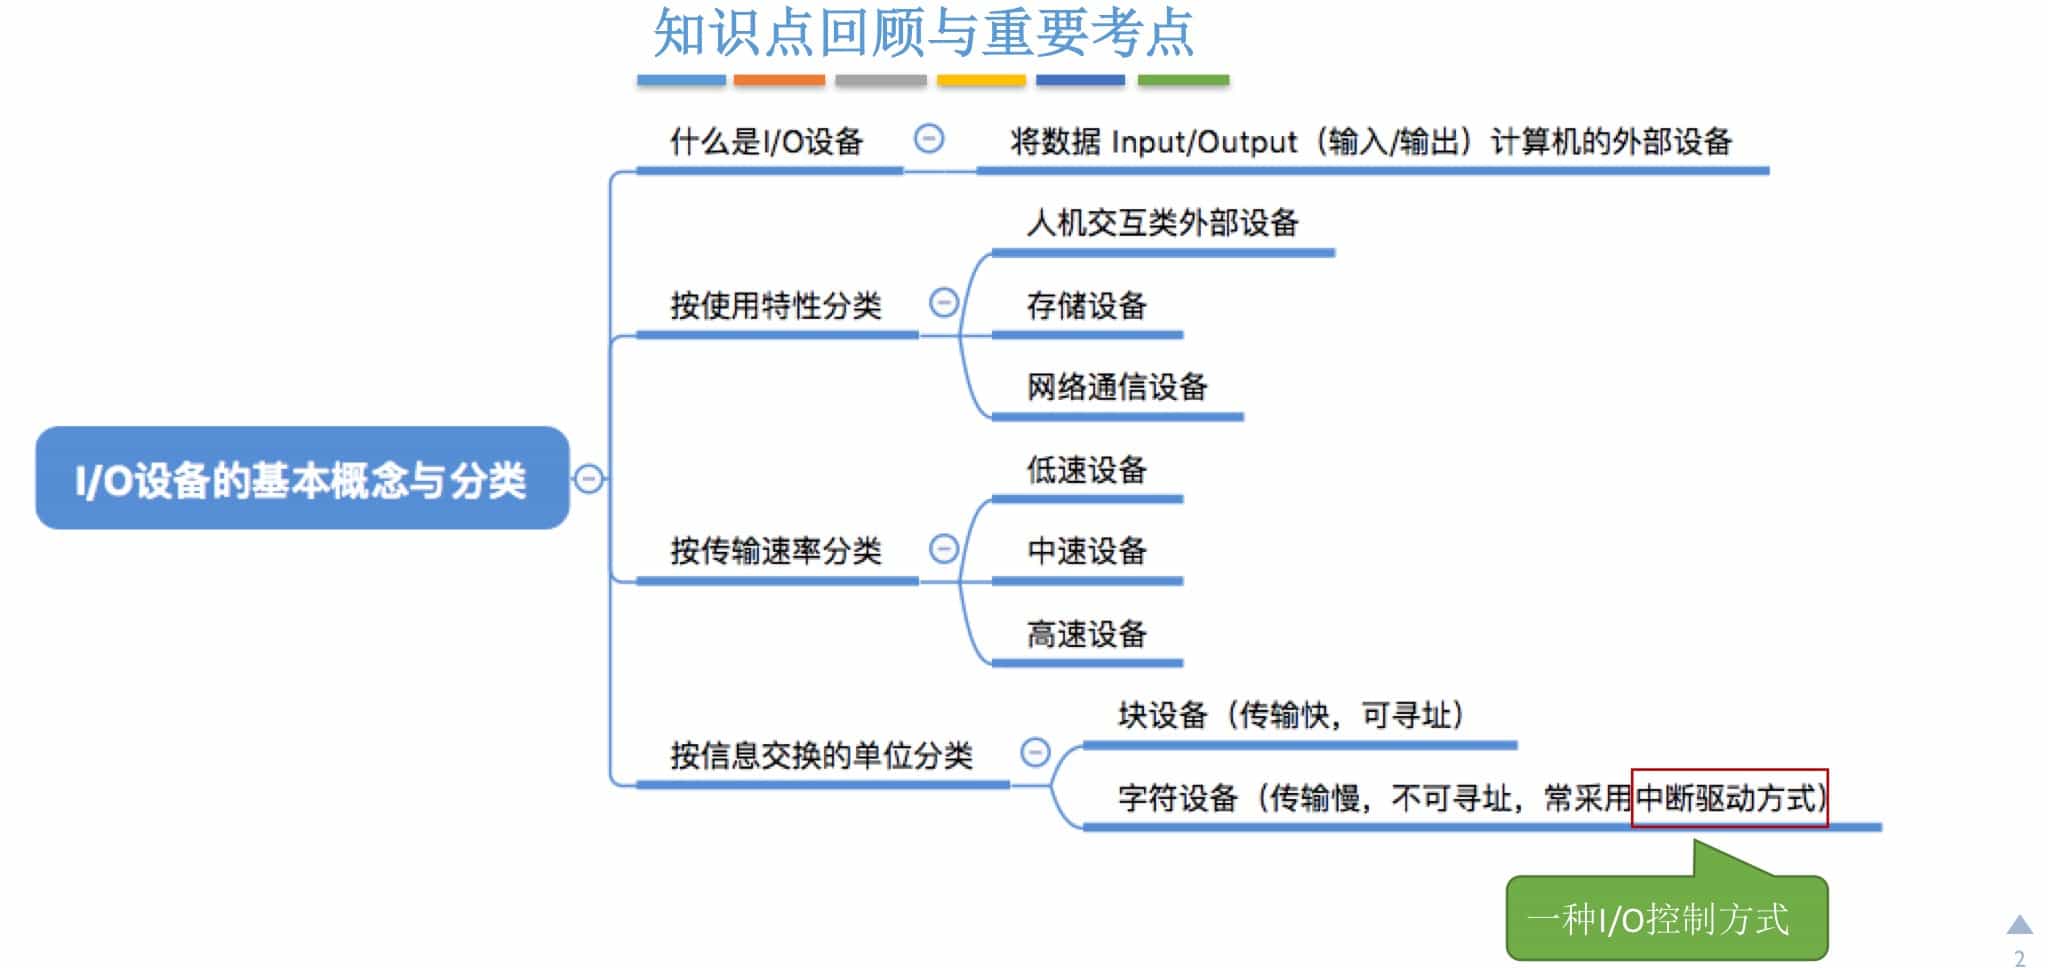 知识点回顾与重要考点
什么是I/O设备
将数据 Input/Output（输入/输出）计算机的外部设备
人机交互类外部设备
按使用特性分类
存储设备
网络通信设备
I/O设备的基本概念与分类
低速设备
按传输速率分类
中速设备
高速设备
块设备（传输快，可寻址）
按信息交换的单位分类
字符设备（传输慢，不可寻址，常采用中断驱动方式）
一种I/O控制方式
2